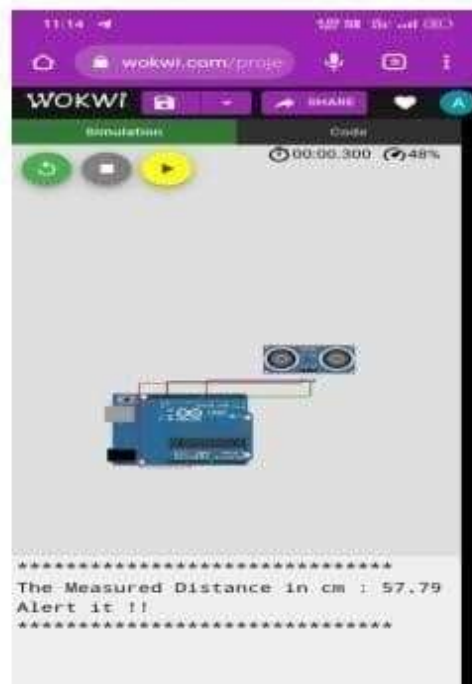 11:14
wokwi.com/proje
WOKWI SHARE A
Simulation Code
00:00.300 48%
********************************
The Measured Distance in cm : 57.79
Alert it !!
********************************